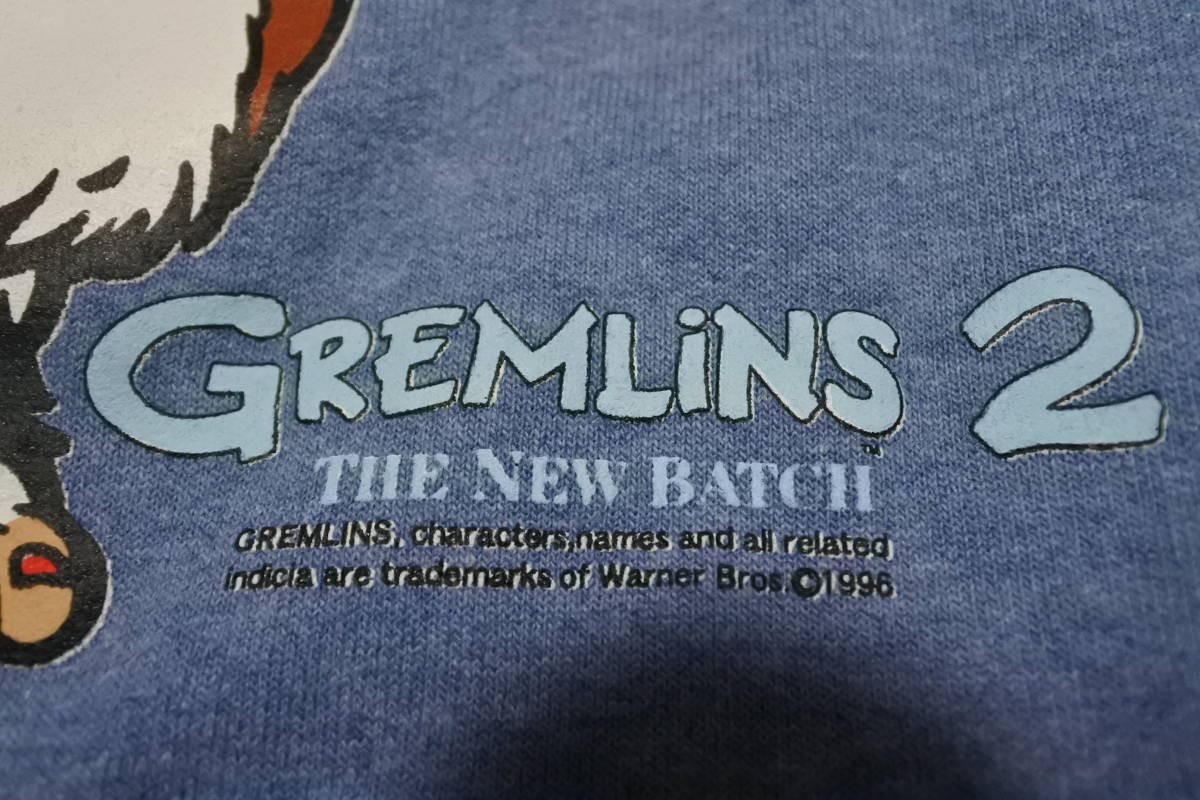 GREMLiNS 2
THE NEW BATCH™
GREMLINS, characters,names and all related
indicia are trademarks of Warner Bros.©1996